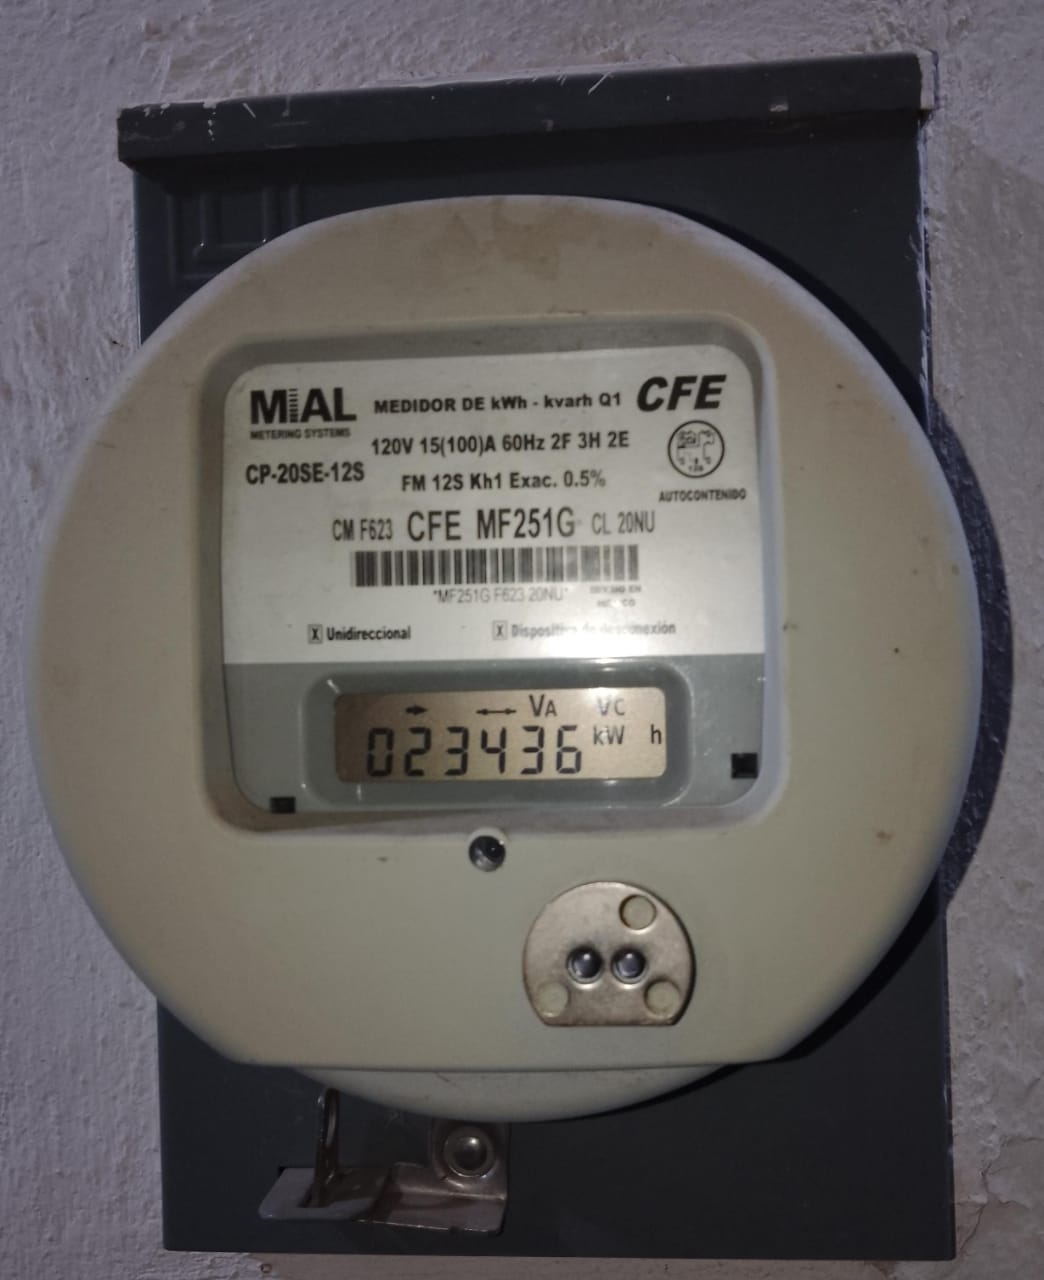 MIAL
METERING SYSTEMS
MEDIDOR DE kWh - kvarh Q1
CFE
120V 15(100)A 60Hz 2F 3H 2E
CP-20SE-12S
FM 12S Kh1 Exac. 0.5%
AUTOCONTENIDO
CM F623 CFE MF251G CL 20NU
*MF251G F623 20NU*
X Unidireccional
X Dispositivo de desconexión
VA VC
023436 kW h